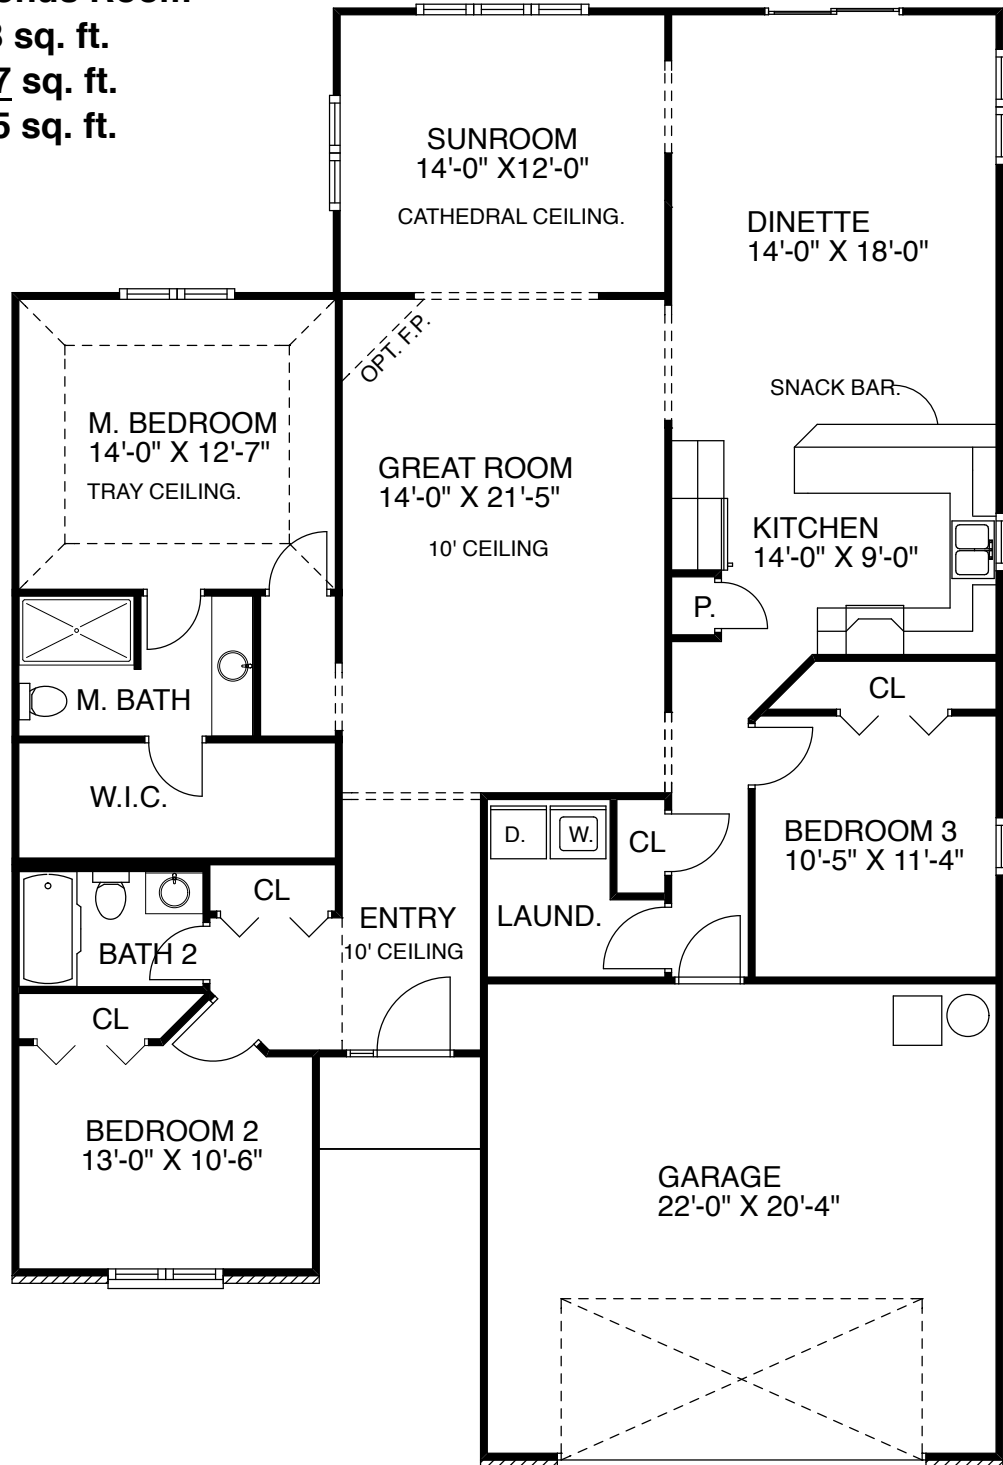 Room
sq. ft.
7 sq. ft.
5 sq. ft.
SUNROOM
14'-0" X12'-0"
CATHEDRAL CEILING.
DINETTE
14'-0" X 18'-0"
OPT. F.P.
SNACK BAR.
M. BEDROOM
14'-0" X 12'-7"
TRAY CEILING.
GREAT ROOM
14'-0" X 21'-5"
10' CEILING
KITCHEN
14'-0" X 9'-0"
P.
M. BATH
CL
W.I.C.
D.
W.
CL
BEDROOM 3
10'-5" X 11'-4"
CL
ENTRY
10' CEILING
LAUND.
BATH 2
CL
BEDROOM 2
13'-0" X 10'-6"
GARAGE
22'-0" X 20'-4"